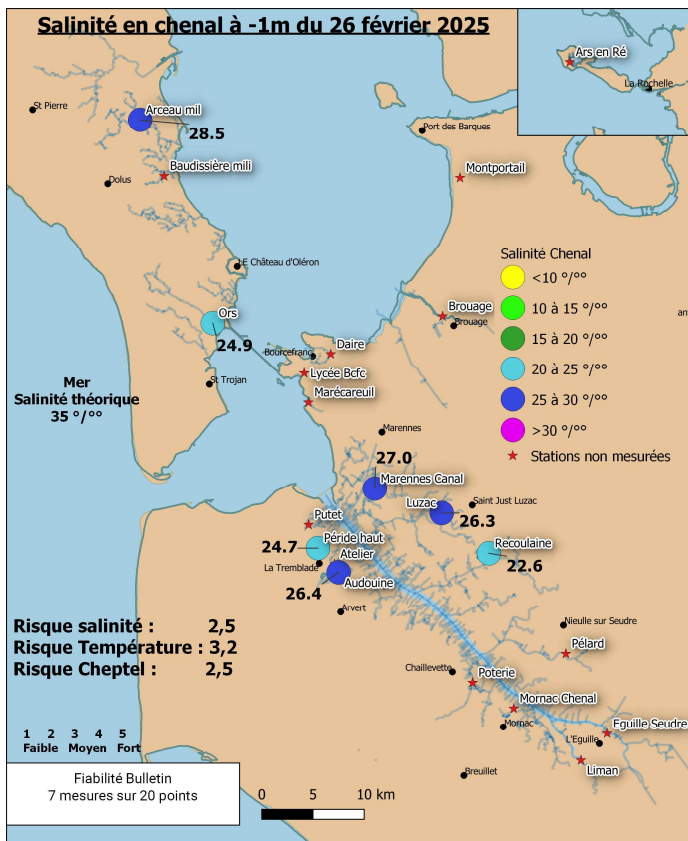 Salinité en chenal à -1m du 26 février 2025
Ars en Ré
La Rochelle
St Pierre
Arceau mil
28.5
Port des Barques
Baudissière mili
Dolus
Montportail
Salinité Chenal
<10 °/°°
10 à 15 °/°°
15 à 20 °/°°
20 à 25 °/°°
25 à 30 °/°°
>30 °/°°
Stations non mesurées
LE Château d'Oléron
Ors
24.9
Brouage
Brouage
an
Daire
Bourcefranc
Lycée Bcfc
Marécareuil
St Trojan
Mer
Salinité théorique
35 °/°°
Marennes
27.0
Marennes Canal
Luzac
Saint Just Luzac
26.3
Putet
Péride haut
24.7
Atelier
La Tremblade
Audouine
26.4
Arvert
Recoulaine
22.6
Risque salinité : 2,5
Risque Température : 3,2
Risque Cheptel : 2,5
Nieulle sur Seudre
Pélard
Chaillevette
Poterie
Mornac Chenal
Mornac
Eguille Seudre
L'Eguille
Liman
Breuillet
1 2 3 4 5
Faible Moyen Fort
Fiabilité Bulletin
7 mesures sur 20 points
0 5 10 km